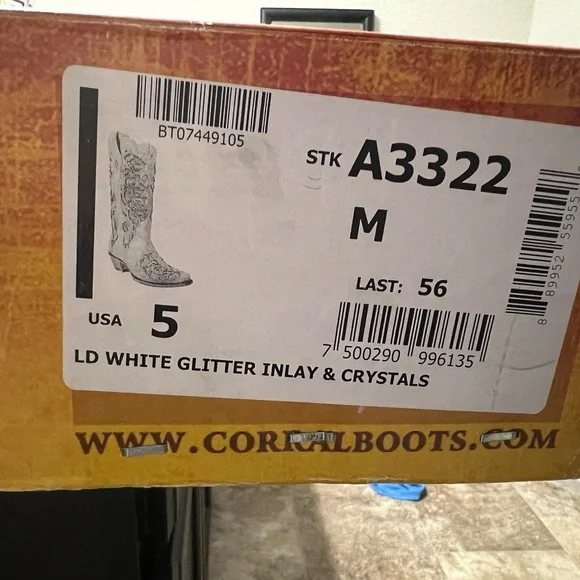 BT07449105
STK A3322
M
LAST: 56
USA 5
7 500290 996135
LD WHITE GLITTER INLAY & CRYSTALS
WWW.CORRALBOOTS.COM